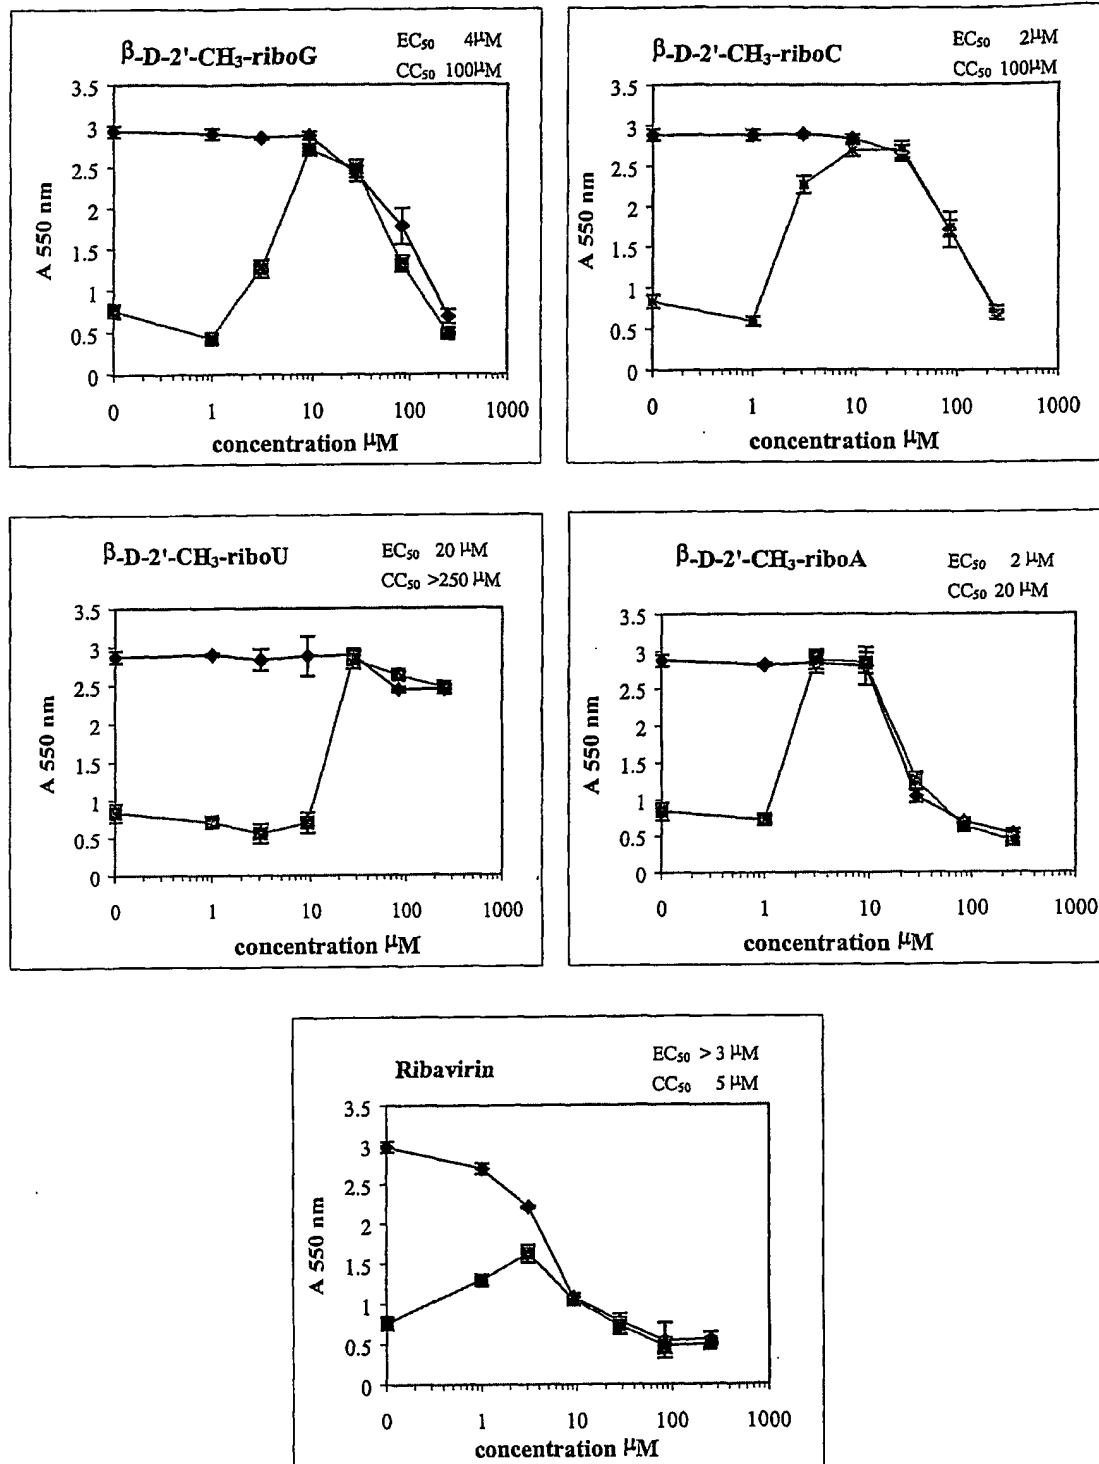 β-D-2'-CH₃-riboG
EC₅₀ 4μM
CC₅₀ 100μM
3.5
3
2.5
2
1.5
1
0.5
0
A 550 nm
0 1 10 100 1000
concentration μM
β-D-2'-CH₃-riboC
EC₅₀ 2μM
CC₅₀ 100μM
3.5
3
2.5
2
1.5
1
0.5
0
A 550 nm
0 1 10 100 1000
concentration μM
β-D-2'-CH₃-riboU
EC₅₀ 20 μM
CC₅₀ >250 μM
3.5
3
2.5
2
1.5
1
0.5
0
A 550 nm
0 1 10 100 1000
concentration μM
β-D-2'-CH₃-riboA
EC₅₀ 2 μM
CC₅₀ 20 μM
3.5
3
2.5
2
1.5
1
0.5
0
A 550 nm
0 1 10 100 1000
concentration μM
Ribavirin
EC₅₀ > 3 μM
CC₅₀ 5 μM
3.5
3
2.5
2
1.5
1
0.5
0
A 550 nm
0 1 10 100 1000
concentration μM